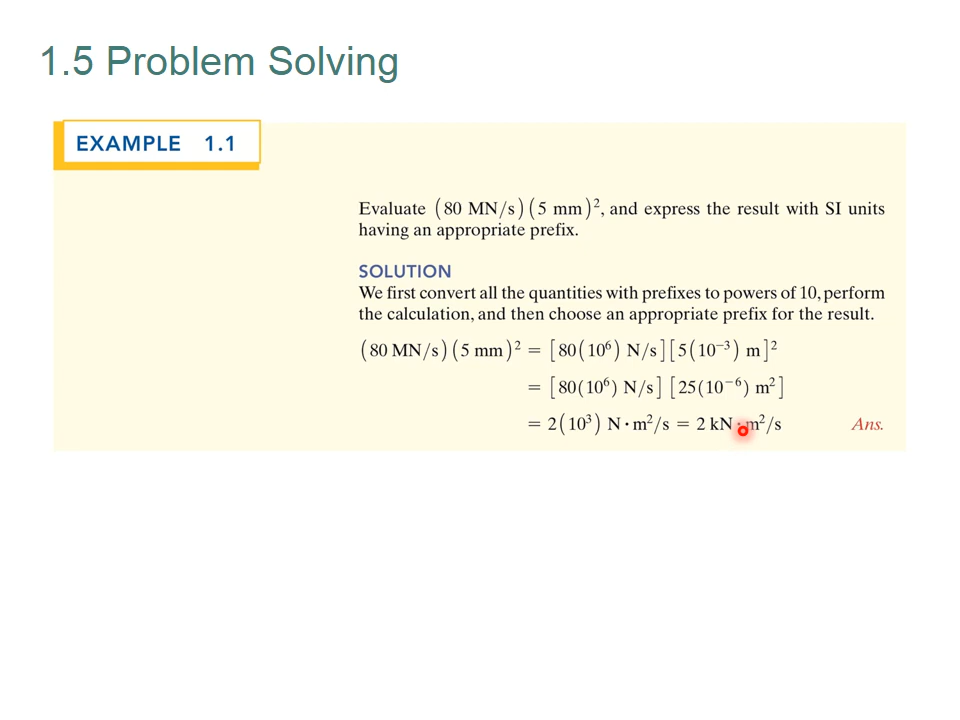 1.5 Problem Solving
EXAMPLE 1.1
Evaluate (80 MN/s)(5 mm)², and express the result with SI units
having an appropriate prefix.
SOLUTION
We first convert all the quantities with prefixes to powers of 10, perform
the calculation, and then choose an appropriate prefix for the result.
(80 MN/s)(5 mm)² = [80(10⁶) N/s][5(10⁻³) m]²
= [80(10⁶) N/s] [25(10⁻⁶) m²]
= 2(10³) N·m²/s = 2 kN·m²/s Ans.